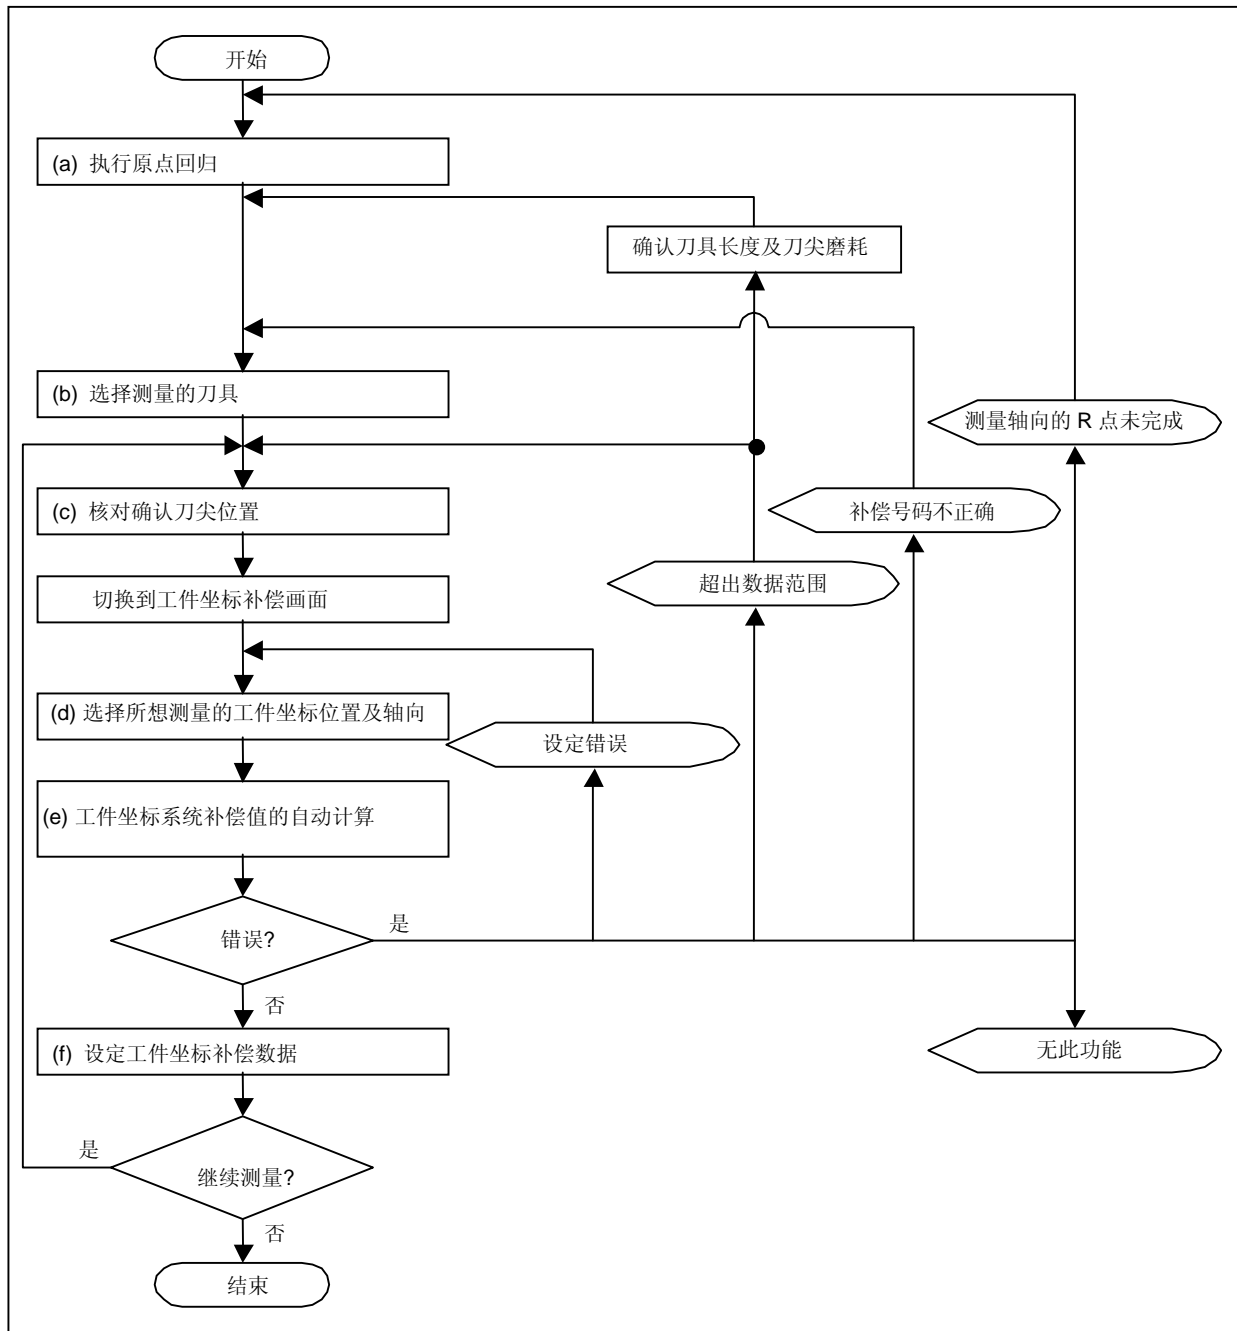 开始
(a) 执行原点回归
确认刀具长度及刀尖磨耗
(b) 选择测量的刀具
测量轴向的 R 点未完成
(c) 核对确认刀尖位置
补偿号码不正确
超出数据范围
切换到工件坐标补偿画面
(d) 选择所想测量的工件坐标位置及轴向
设定错误
(e) 工件坐标系统补偿值的自动计算
是
错误?
否
(f) 设定工件坐标补偿数据
无此功能
是
继续测量?
否
结束